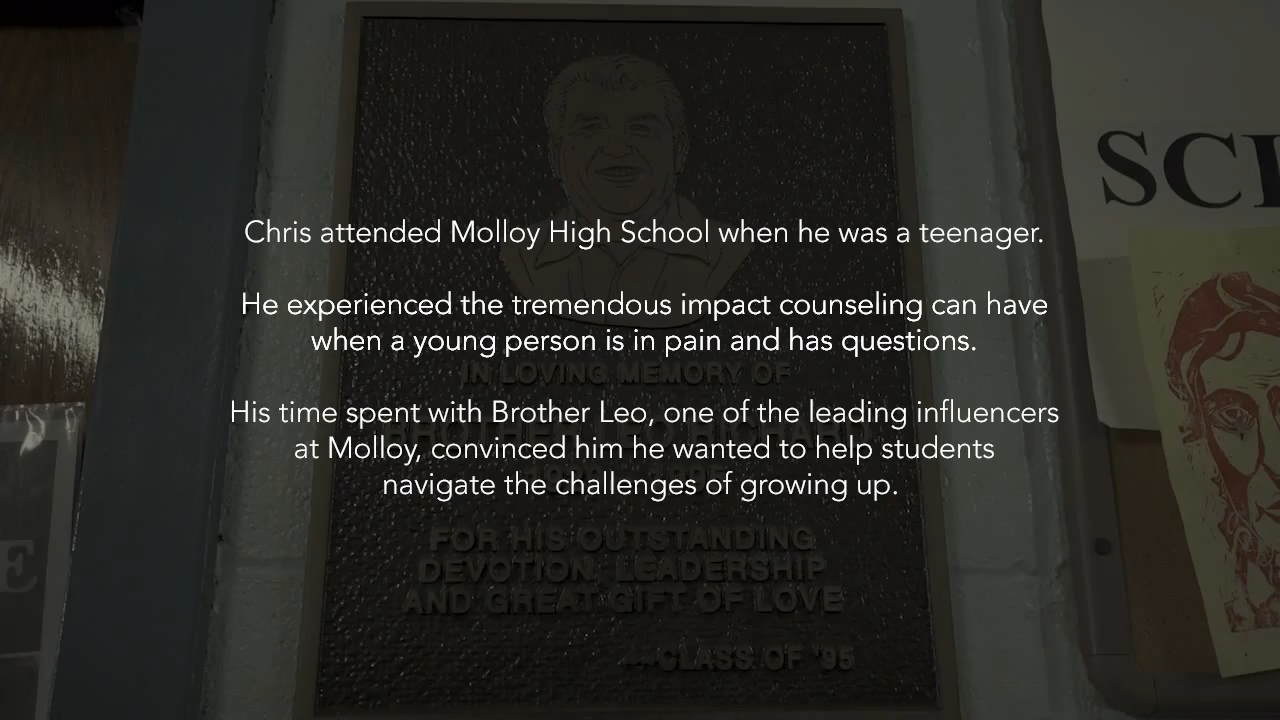 Chris attended Molloy High School when he was a teenager.
He experienced the tremendous impact counseling can have
when a young person is in pain and has questions.
IN LOVING MEMORY OF
His time spent with Brother Leo, one of the leading influencers
at Molloy, convinced him he wanted to help students
navigate the challenges of growing up.
FOR HIS OUTSTANDING
DEVOTION, LEADERSHIP
AND GREAT GIFT OF LOVE
CLASS OF '95